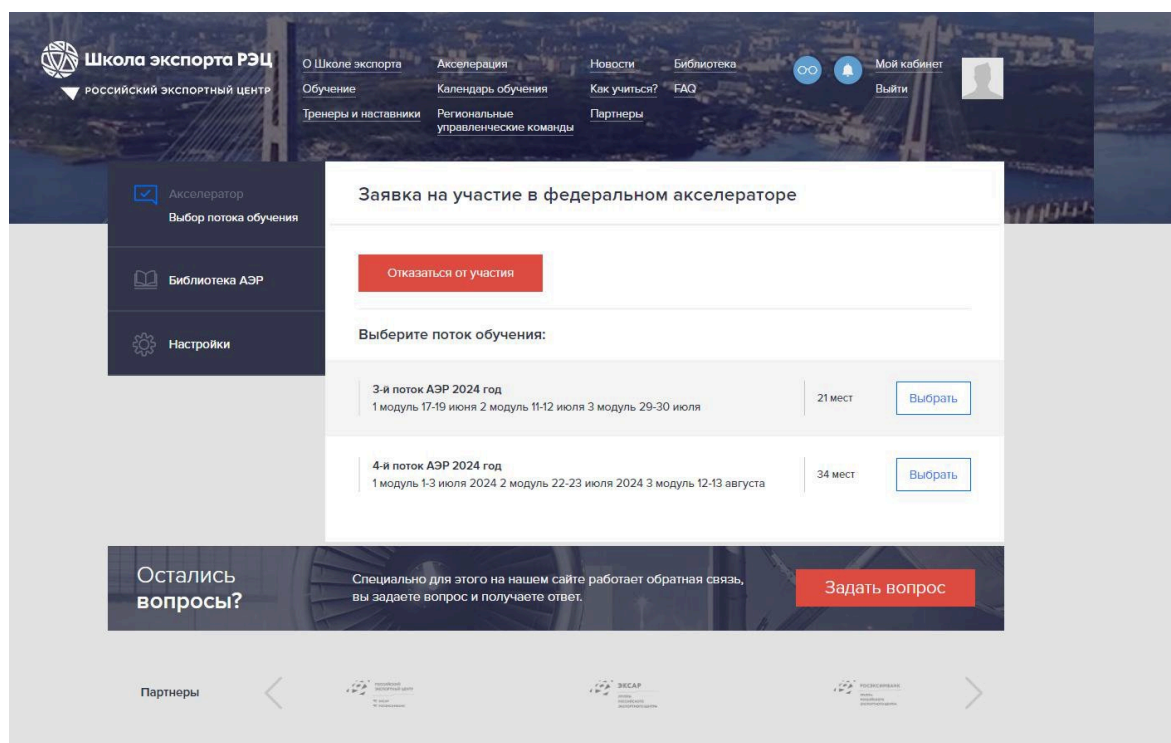 Школа экспорта РЭЦ
РОССИЙСКИЙ ЭКСПОРТНЫЙ ЦЕНТР
О Школе экспорта
Обучение
Тренеры и наставники
Акселерация
Календарь обучения
Региональные
управленческие команды
Новости
Как учиться?
Партнеры
Библиотека
FAQ
Мой кабинет
Выйти
Акселератор
Выбор потока обучения
Библиотека АЭР
Настройки
Заявка на участие в федеральном акселераторе
Отказаться от участия
Выберите поток обучения:
3-й поток АЭР 2024 год
1 модуль 17-19 июня 2 модуль 11-12 июля 3 модуль 29-30 июля
21 мест
Выбрать
4-й поток АЭР 2024 год
1 модуль 1-3 июля 2024 2 модуль 22-23 июля 2024 3 модуль 12-13 августа
34 мест
Выбрать
Остались
вопросы?
Специально для этого на нашем сайте работает обратная связь,
вы задаете вопрос и получаете ответ.
Задать вопрос
Партнеры
РОССИЙСКИЙ
ЭКСПОРТНЫЙ ЦЕНТР
ЭКСАР
РОСЭКСИМБАНК